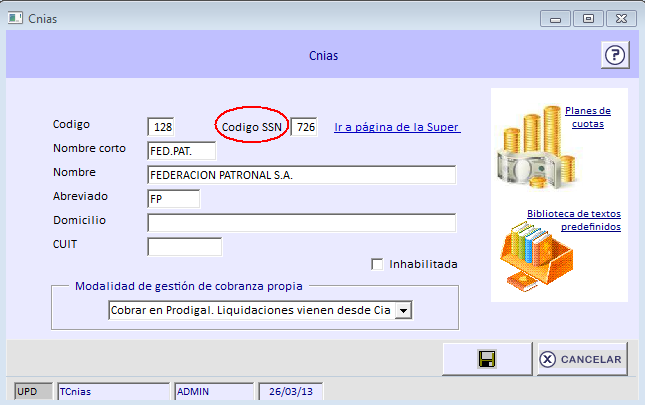 Cnias
Cnias
Codigo 128 Codigo SSN 726 Ir a página de la Super
Nombre corto FED.PAT.
Nombre FEDERACION PATRONAL S.A.
Abreviado FP
Domicilio
CUIT
Inhabilitada
Modalidad de gestión de cobranza propia
Cobrar en Prodigal. Liquidaciones vienen desde Cia
Planes de
cuotas
Biblioteca de textos
predefinidos
CANCELAR
UPD TCnias ADMIN 26/03/13